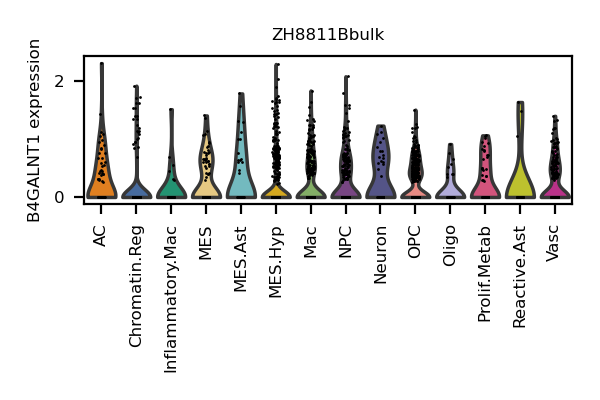 ZH8811Bbulk
B4GALNT1 expression
2
0
AC
Chromatin.Reg
Inflammatory.Mac
MES
MES.Ast
MES.Hyp
Mac
NPC
Neuron
OPC
Oligo
Prolif.Metab
Reactive.Ast
Vasc